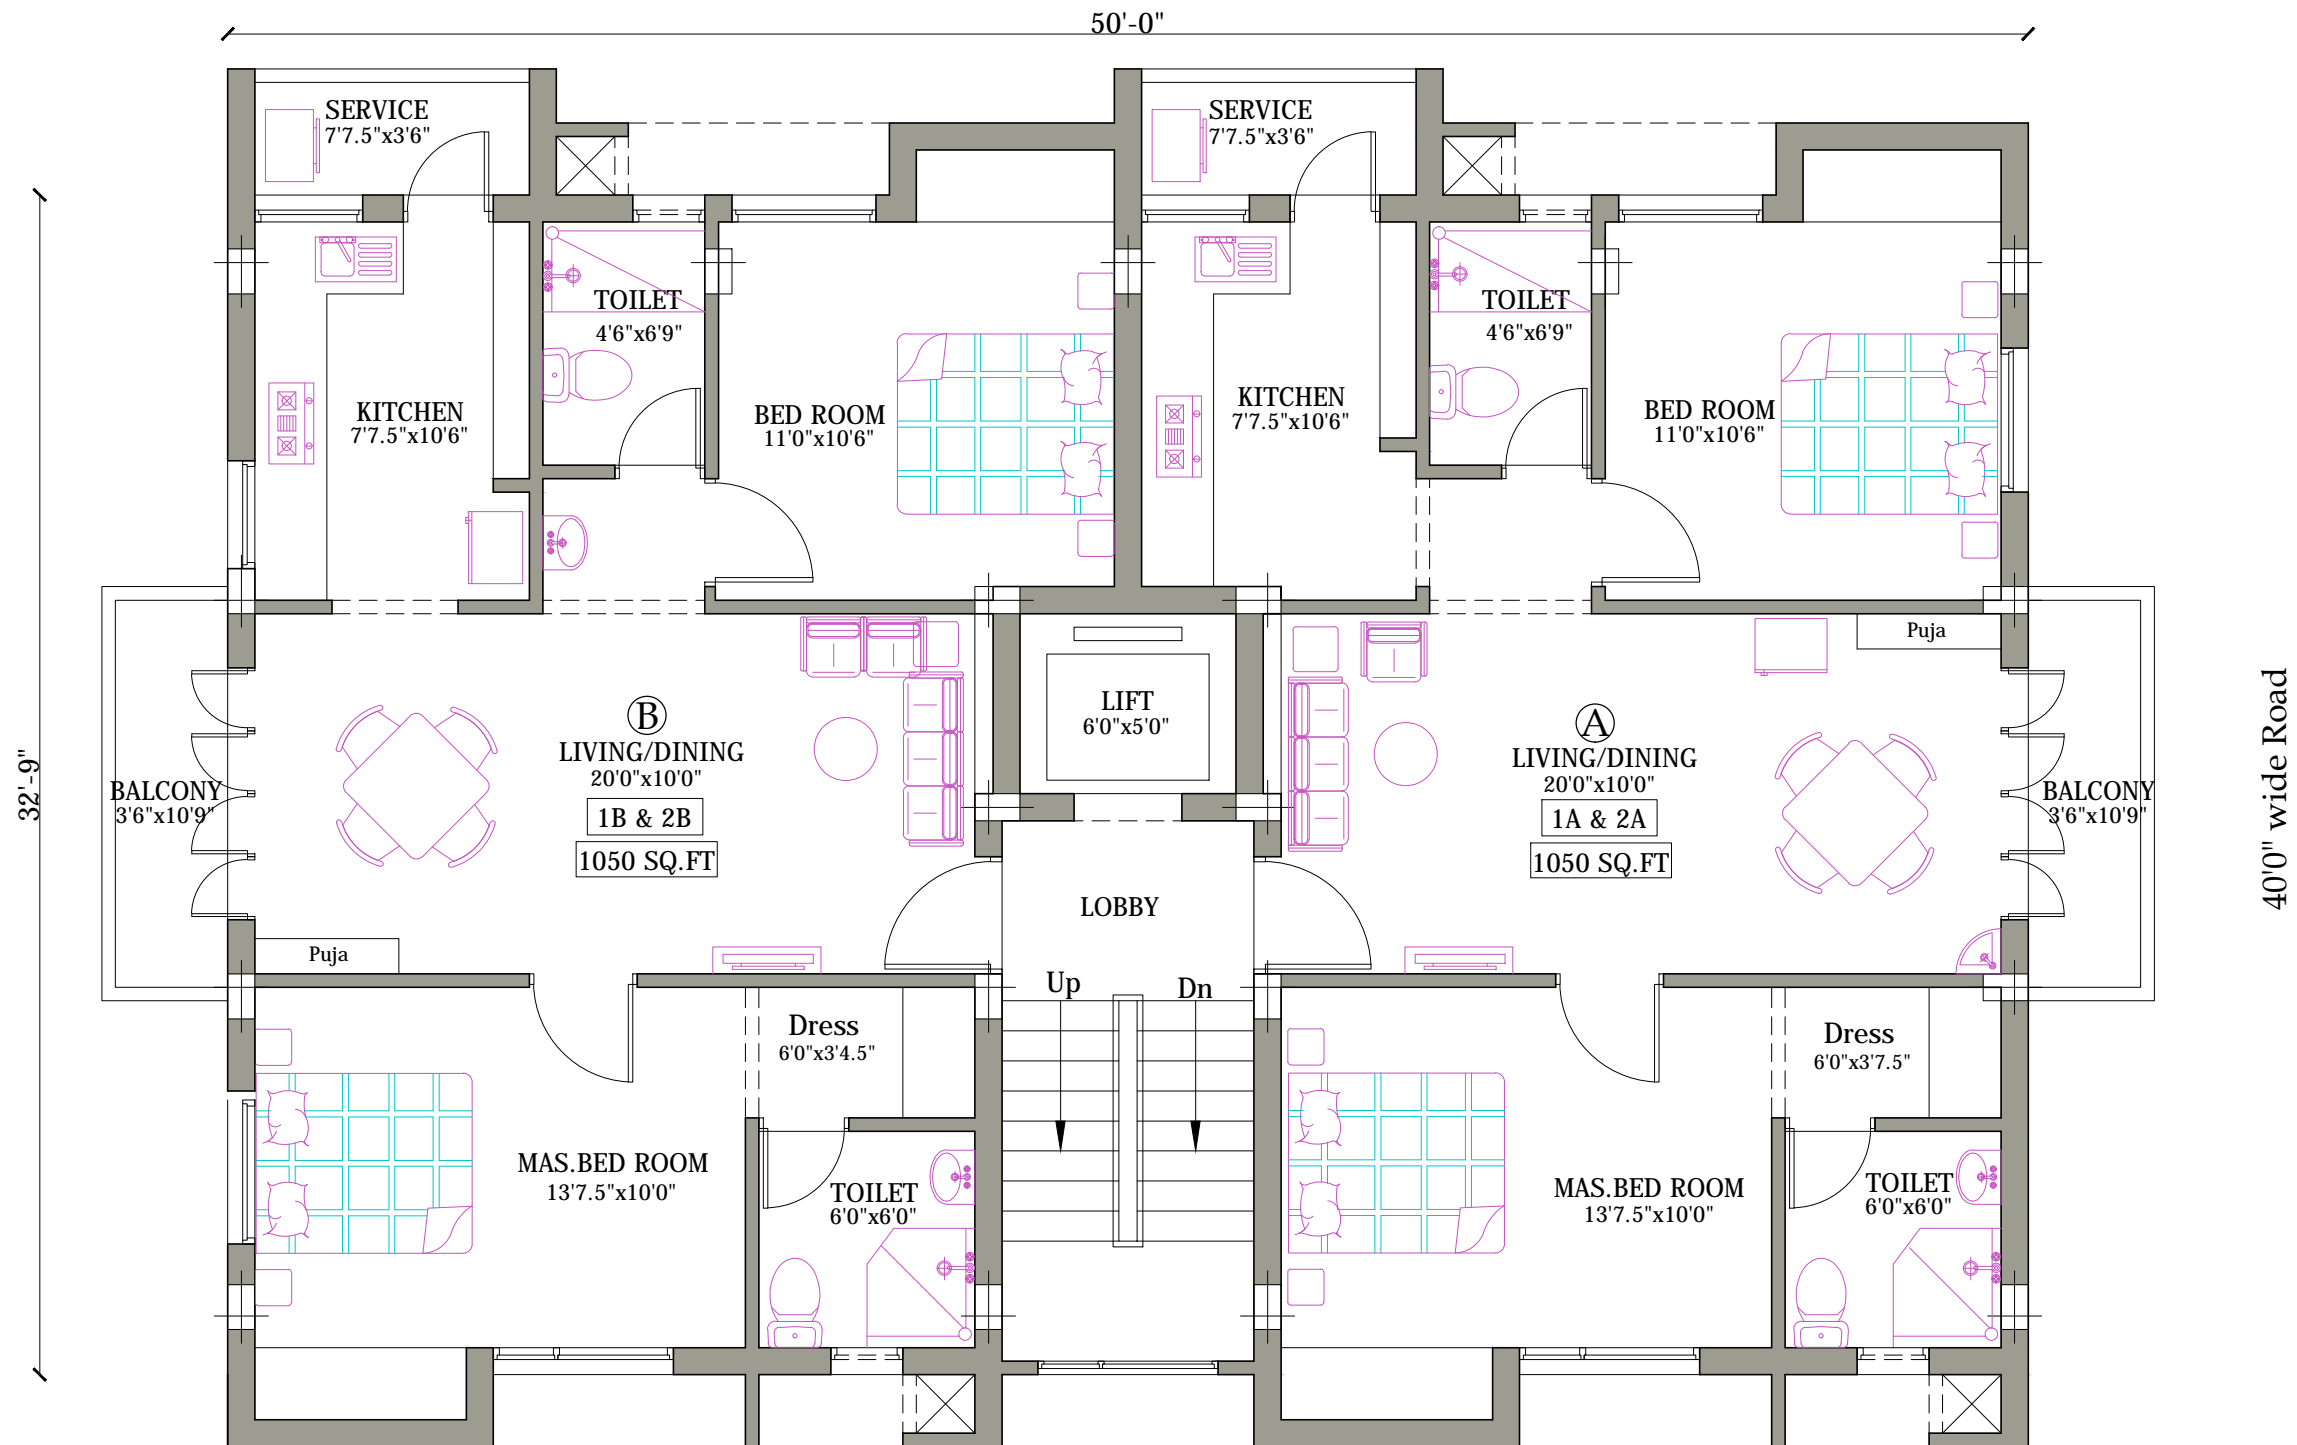 50'-0"
SERVICE
7'7.5"x3'6"
SERVICE
7'7.5"x3'6"
TOILET
4'6"x6'9"
TOILET
4'6"x6'9"
KITCHEN
7'7.5"x10'6"
BED ROOM
11'0"x10'6"
KITCHEN
7'7.5"x10'6"
BED ROOM
11'0"x10'6"
Puja
32'-9"
BALCONY
3'6"x10'9"
B
LIVING/DINING
20'0"x10'0"
1B & 2B
1050 SQ.FT
LIFT
6'0"x5'0"
A
LIVING/DINING
20'0"x10'0"
1A & 2A
1050 SQ.FT
BALCONY
3'6"x10'9"
40'0" wide Road
LOBBY
Puja
Up
Dn
Dress
6'0"x3'4.5"
Dress
6'0"x3'7.5"
MAS.BED ROOM
13'7.5"x10'0"
TOILET
6'0"x6'0"
MAS.BED ROOM
13'7.5"x10'0"
TOILET
6'0"x6'0"